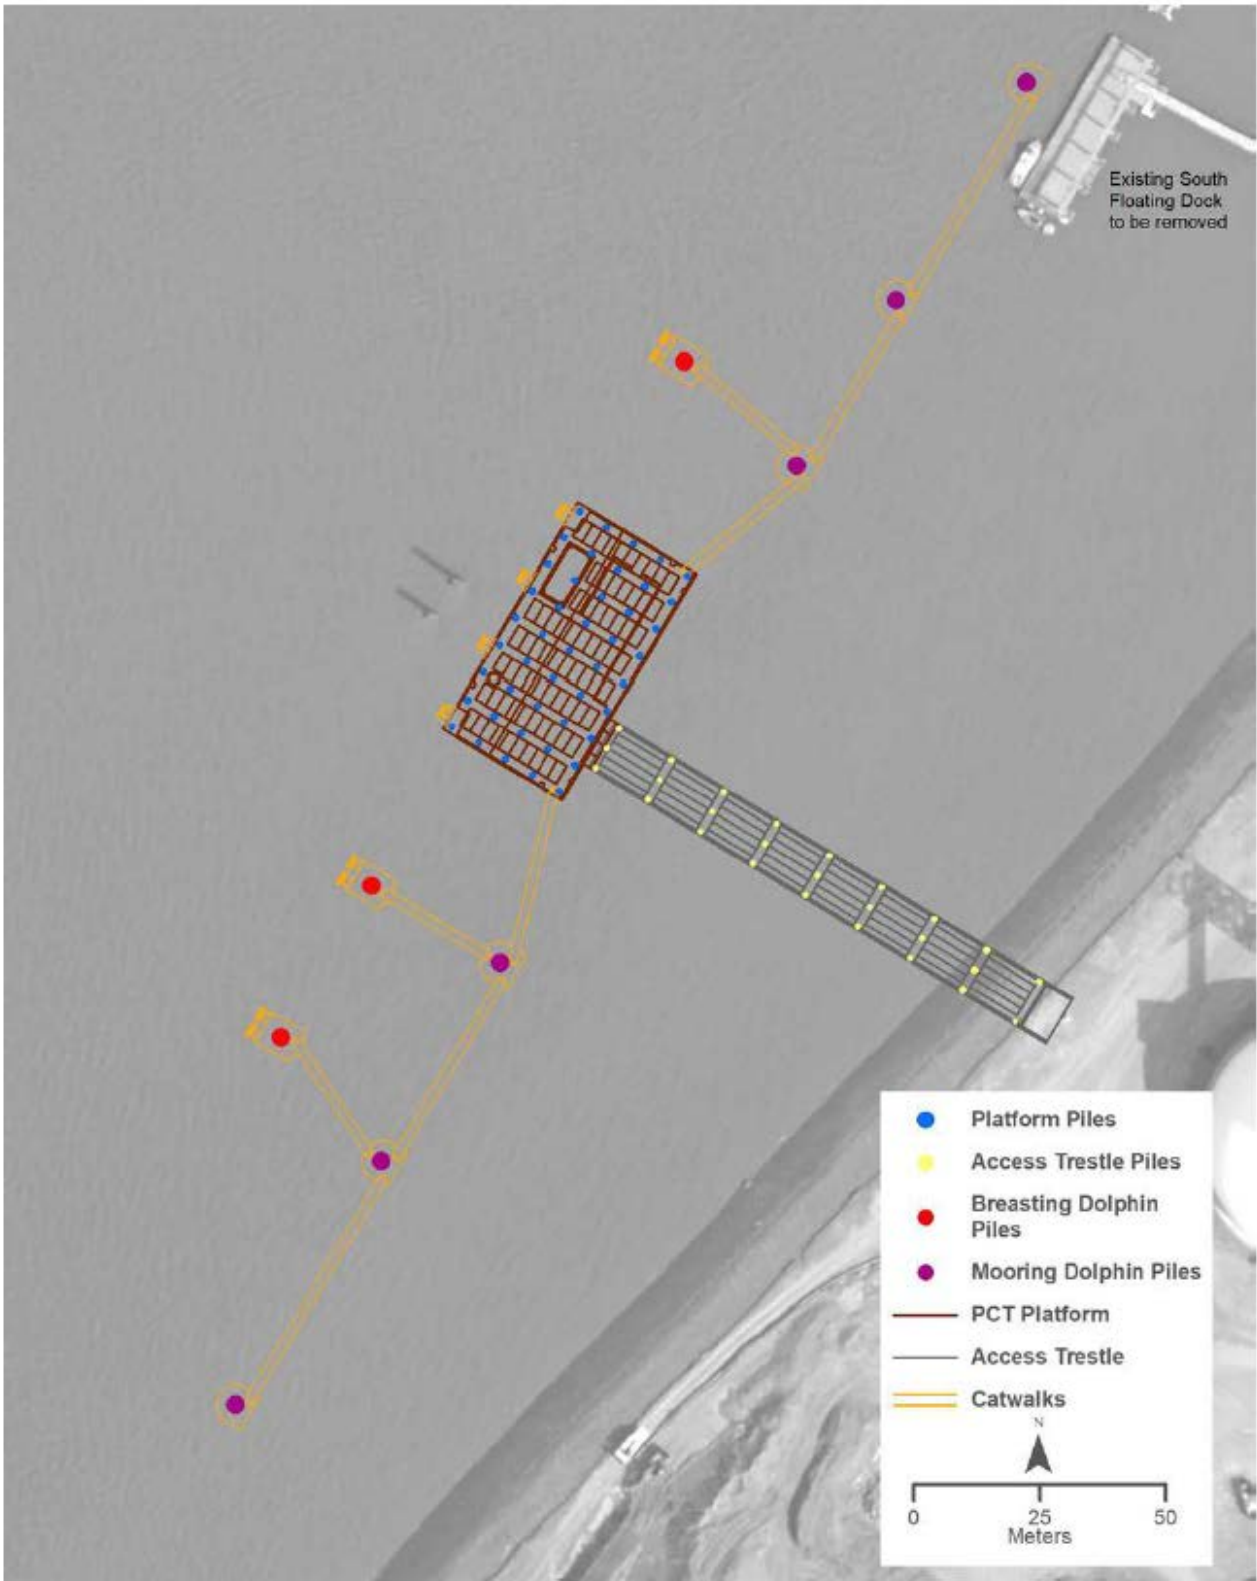 Existing South
Floating Dock
to be removed
Platform Piles
Access Trestle Piles
Breasting Dolphin
Piles
Mooring Dolphin Piles
PCT Platform
Access Trestle
Catwalks
N
0 25 50
Meters